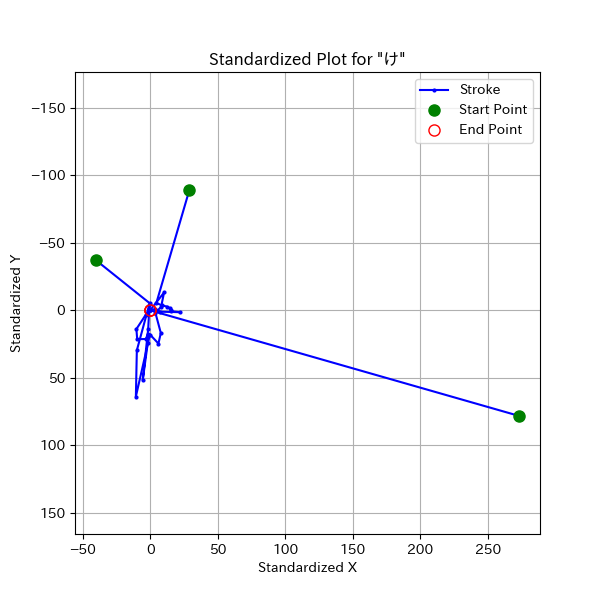 Standardized Plot for "け"
Stroke
Start Point
End Point
−150
−100
−50
0
50
100
150
Standardized Y
−50 0 50 100 150 200 250
Standardized X